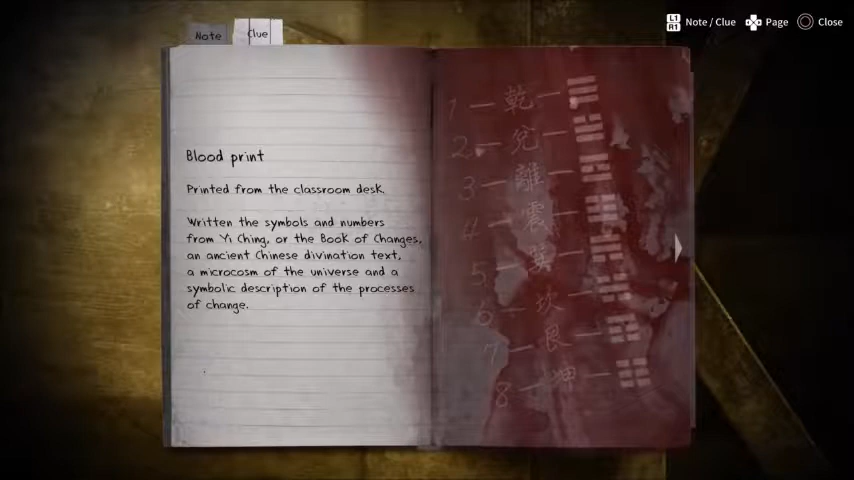 L1
R1 Note / Clue Page Close
Note Clue
Blood print
Printed from the classroom desk.
Written the symbols and numbers
from Yi Ching, or the Book of Changes,
an ancient Chinese divination text,
a microcosm of the universe and a
symbolic description of the processes
of change.
1 — 乾 — ☰
2 — 兌 — ☱
3 — 離 — ☲
4 — 震 — ☳
5 — 巽 — ☴
6 — 坎 — ☵
7 — 艮 — ☶
8 — 坤 — ☷